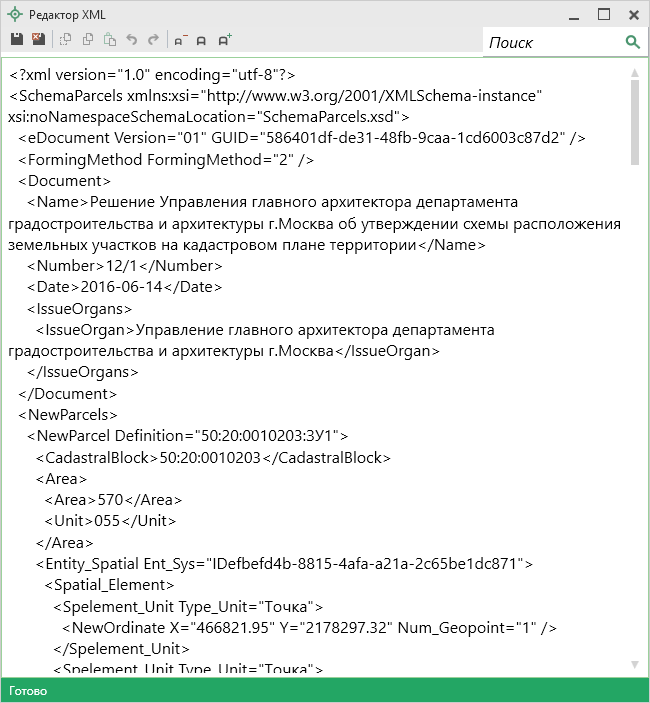 Редактор XML
A− A A+
Поиск
<?xml version="1.0" encoding="utf-8"?>
<SchemaParcels xmlns:xsi="http://www.w3.org/2001/XMLSchema-instance"
xsi:noNamespaceSchemaLocation="SchemaParcels.xsd">
<eDocument Version="01" GUID="586401df-de31-48fb-9caa-1cd6003c87d2" />
<FormingMethod FormingMethod="2" />
<Document>
<Name>Решение Управления главного архитектора департамента
градостроительства и архитектуры г.Москва об утверждении схемы расположения
земельных участков на кадастровом плане территории</Name>
<Number>12/1</Number>
<Date>2016-06-14</Date>
<IssueOrgans>
<IssueOrgan>Управление главного архитектора департамента
градостроительства и архитектуры г.Москва</IssueOrgan>
</IssueOrgans>
</Document>
<NewParcels>
<NewParcel Definition="50:20:0010203:ЗУ1">
<CadastralBlock>50:20:0010203</CadastralBlock>
<Area>
<Area>570</Area>
<Unit>055</Unit>
</Area>
<Entity_Spatial Ent_Sys="IDefbefd4b-8815-4afa-a21a-2c65be1dc871">
<Spatial_Element>
<Spelement_Unit Type_Unit="Точка">
<NewOrdinate X="466821.95" Y="2178297.32" Num_Geopoint="1" />
</Spelement_Unit>
<Spelement_Unit Type_Unit="Точка">
Готово